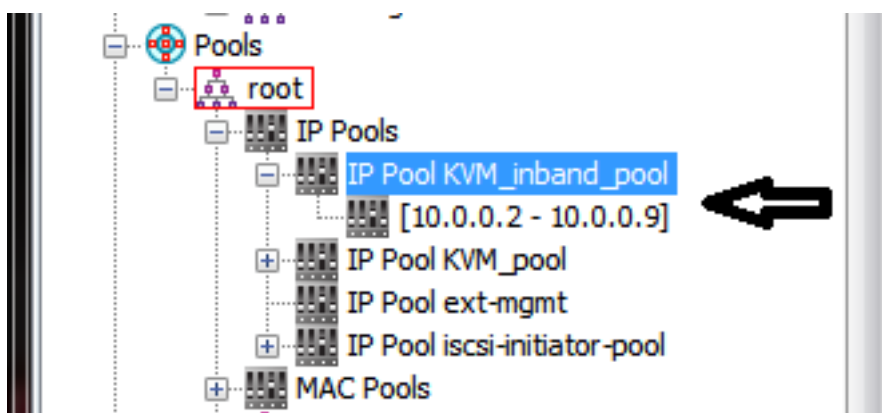 Pools
root
IP Pools
IP Pool KVM_inband_pool
[10.0.0.2 - 10.0.0.9]
IP Pool KVM_pool
IP Pool ext-mgmt
IP Pool iscsi-initiator-pool
MAC Pools